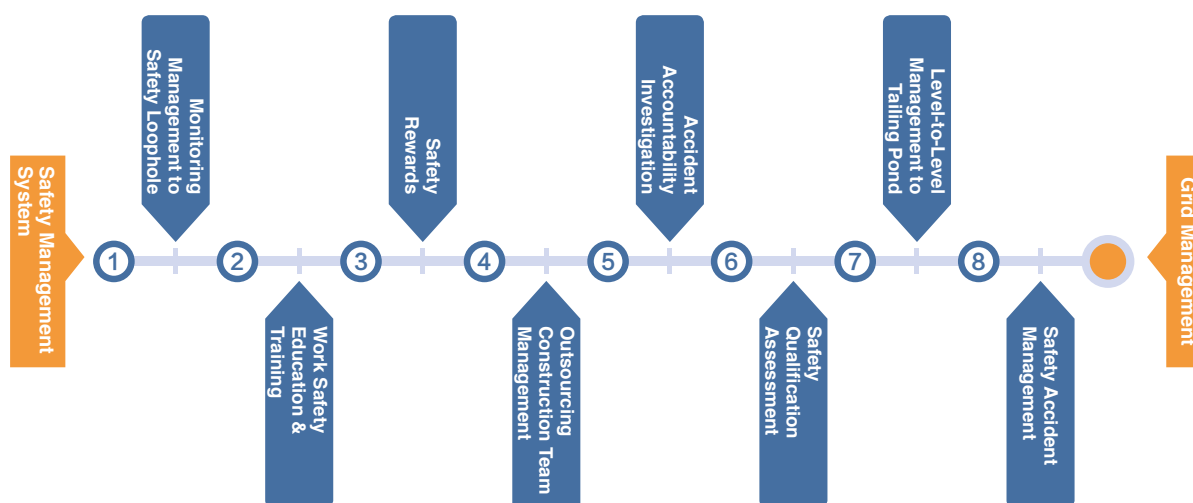 Safety Management
System
1
Monitoring
Management to
Safety Loophole
2
Work Safety
Education &
Training
3
Safety
Rewards
4
Outsourcing
Construction Team
Management
5
Accident
Accountability
Investigation
6
Safety
Qualification
Assessment
7
Level-to-Level
Management to
Tailing Pond
8
Safety Accident
Management
Grid Management